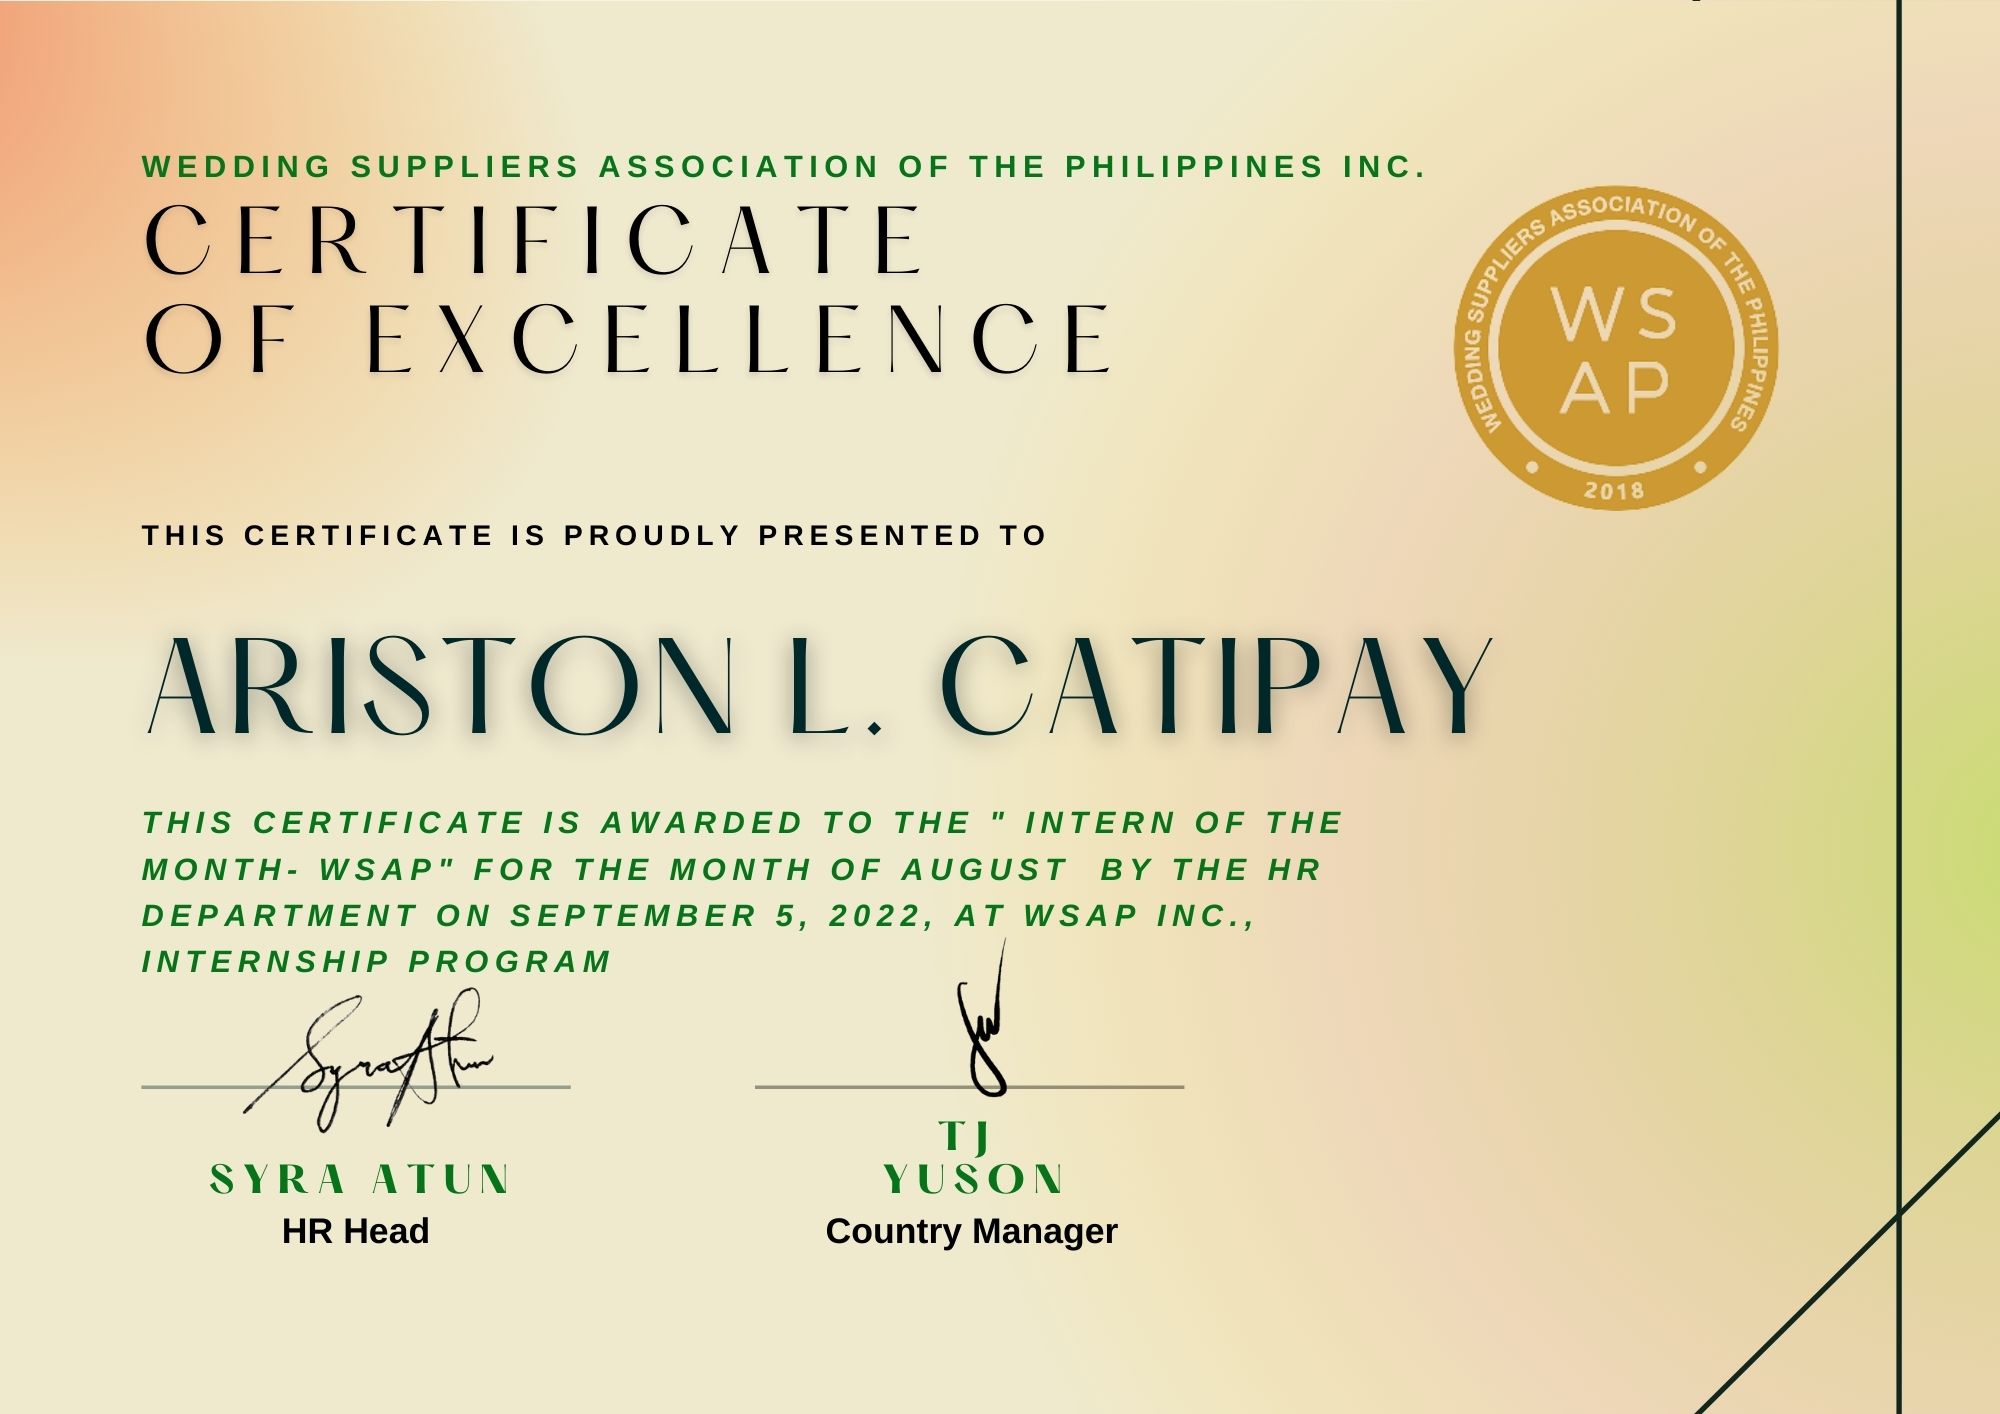 WEDDING SUPPLIERS ASSOCIATION OF THE PHILIPPINES INC.
CERTIFICATE
OF EXCELLENCE
WEDDING SUPPLIERS ASSOCIATION OF THE PHILIPPINES
WS
AP
2018
THIS CERTIFICATE IS PROUDLY PRESENTED TO
ARISTON L. CATIPAY
THIS CERTIFICATE IS AWARDED TO THE " INTERN OF THE
MONTH- WSAP" FOR THE MONTH OF AUGUST  BY THE HR
DEPARTMENT ON SEPTEMBER 5, 2022, AT WSAP INC.,
INTERNSHIP PROGRAM
Syra Atun
SYRA ATUN
HR Head
TJ
YUSON
Country Manager